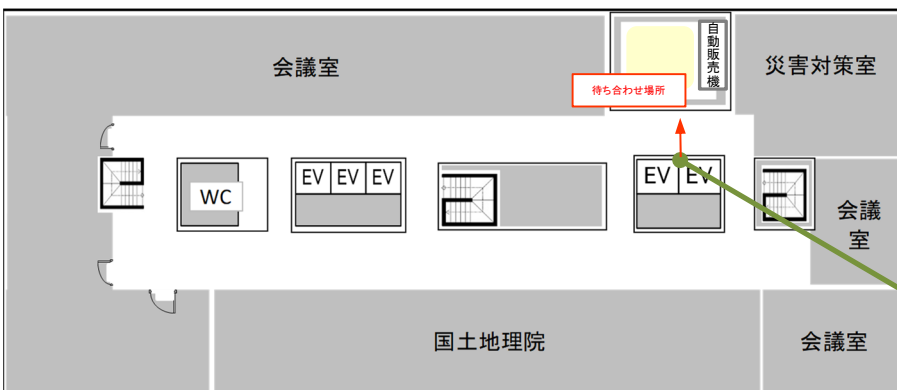 会議室
自動販売機
災害対策室
待ち合わせ場所
WC
EV EV EV
EV EV
会議
室
国土地理院
会議室